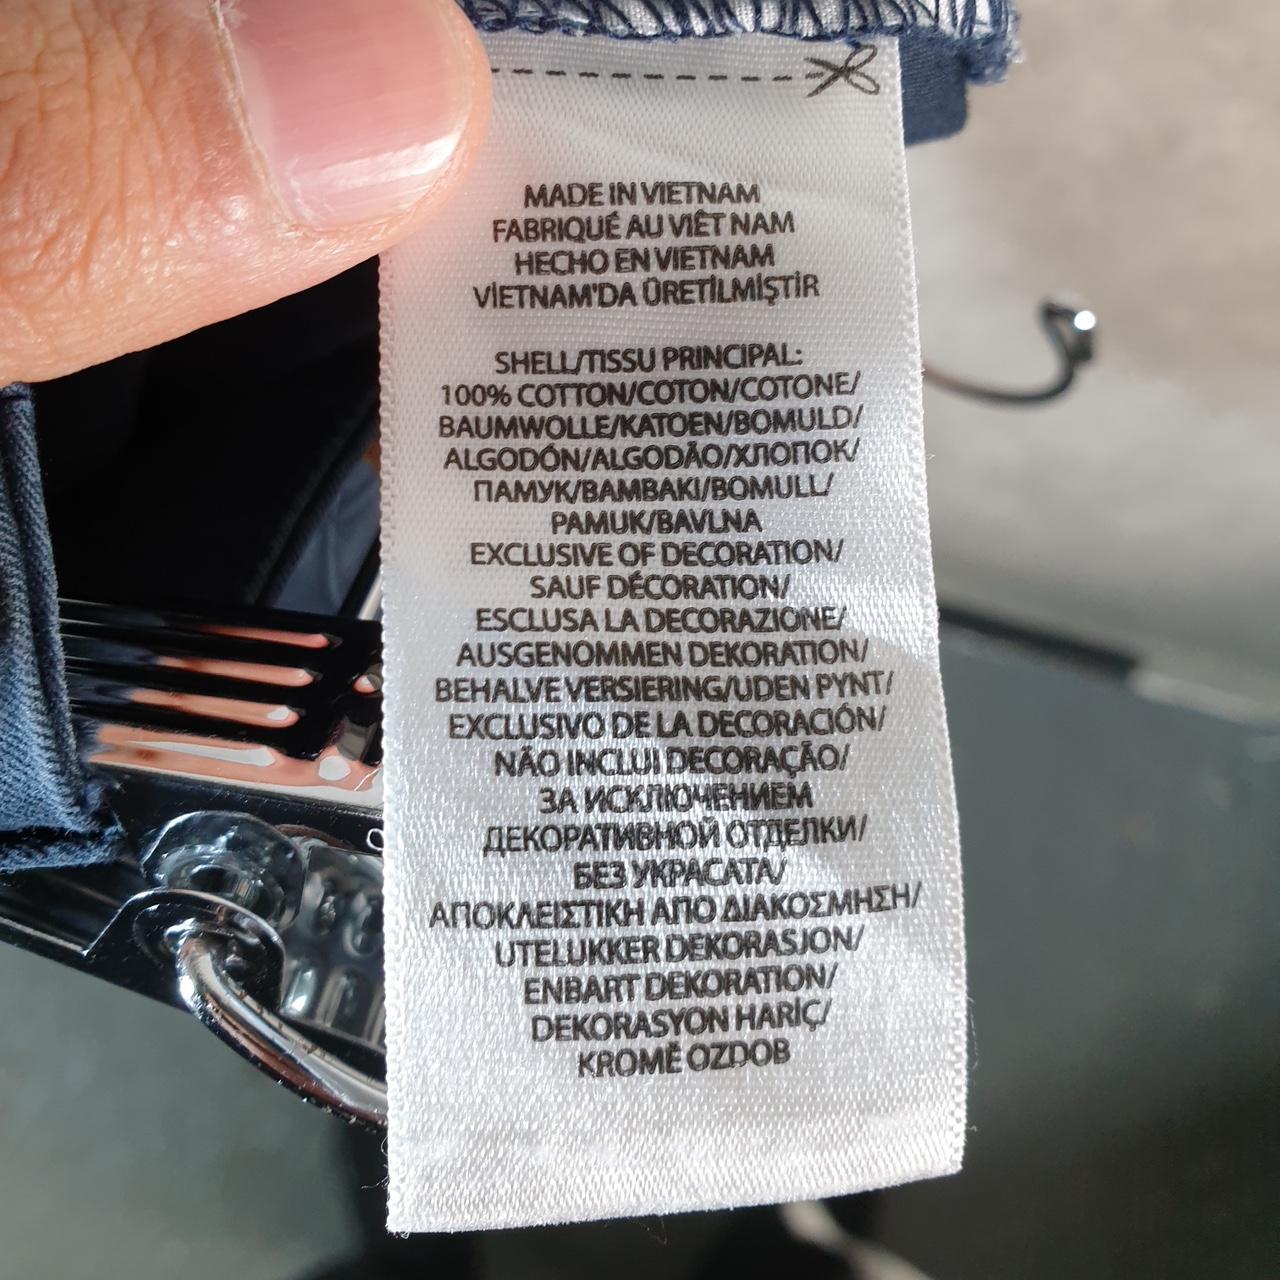 MADE IN VIETNAM
FABRIQUÉ AU VIÊT NAM
HECHO EN VIETNAM
VİETNAM'DA ÜRETİLMİŞTİR
SHELL/TISSU PRINCIPAL:
100% COTTON/COTON/COTONE/
BAUMWOLLE/KATOEN/BOMULD/
ALGODÓN/ALGODÃO/ХЛОПОК/
ПАМУК/BAMBAKI/BOMULL/
PAMUK/BAVLNA
EXCLUSIVE OF DECORATION/
SAUF DÉCORATION/
ESCLUSA LA DECORAZIONE/
AUSGENOMMEN DEKORATION/
BEHALVE VERSIERING/UDEN PYNT/
EXCLUSIVO DE LA DECORACIÓN/
NÃO INCLUI DECORAÇÃO/
ЗА ИСКЛЮЧЕНИЕМ
ДЕКОРАТИВНОЙ ОТДЕЛКИ/
БЕЗ УКРАСАТА/
ΑΠΟΚΛΕΙΣΤΙΚΗ ΑΠΟ ΔΙΑΚΟΣΜΗΣΗ/
UTELUKKER DEKORASJON/
ENBART DEKORATION/
DEKORASYON HARİÇ/
KROMĚ OZDOB